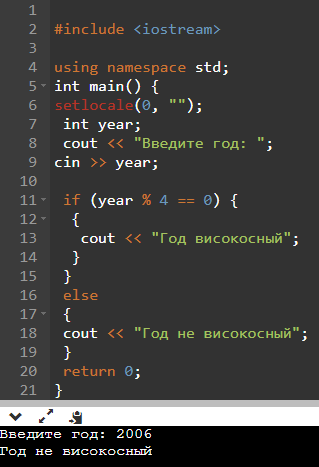 1
2 #include <iostream>
3
4 using namespace std;
5 int main() {
6 setlocale(0, "");
7 int year;
8 cout << "Введите год: ";
9 cin >> year;
10
11 if (year % 4 == 0) {
12 {
13 cout << "Год високосный";
14 }
15 }
16 else
17 {
18 cout << "Год не високосный";
19 }
20 return 0;
21 }
Введите год: 2006
Год не високосный